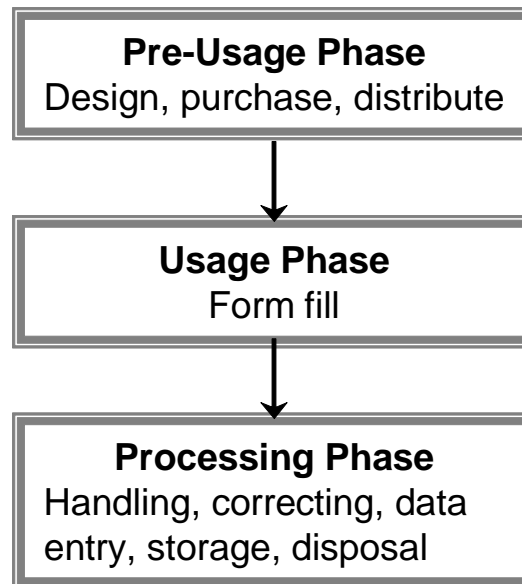 Pre-Usage Phase
Design, purchase, distribute
Usage Phase
Form fill
Processing Phase
Handling, correcting, data
entry, storage, disposal